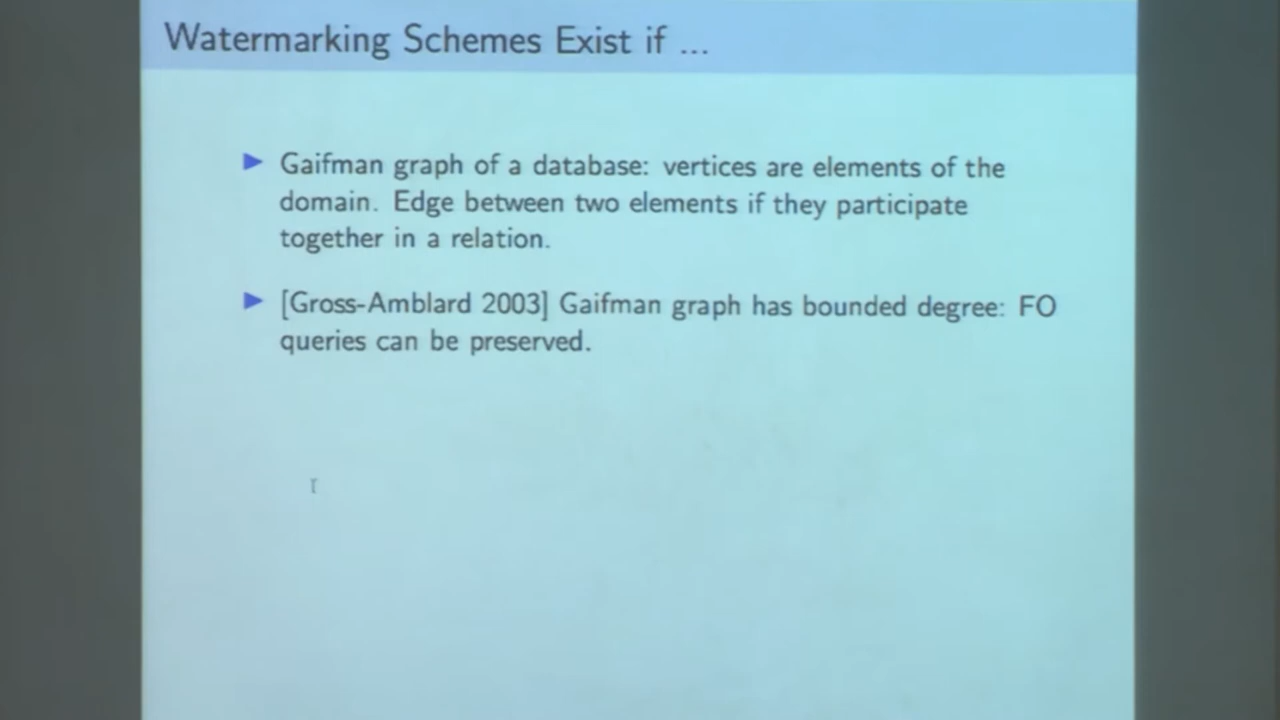 Watermarking Schemes Exist if ...
► Gaifman graph of a database: vertices are elements of the
domain. Edge between two elements if they participate
together in a relation.
► [Gross-Amblard 2003] Gaifman graph has bounded degree: FO
queries can be preserved.